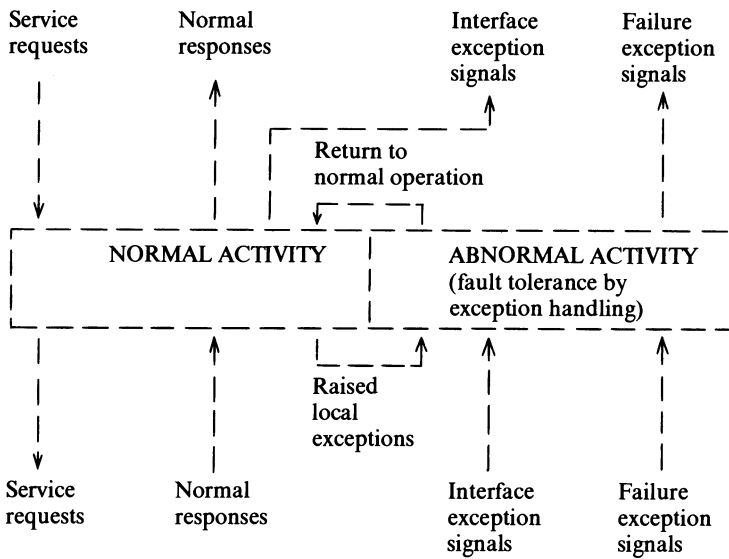 Service
requests
Normal
responses
Interface
exception
signals
Failure
exception
signals
Return to
normal operation
NORMAL ACTIVITY
ABNORMAL ACTIVITY
(fault tolerance by
exception handling)
Raised
local
exceptions
Service
requests
Normal
responses
Interface
exception
signals
Failure
exception
signals